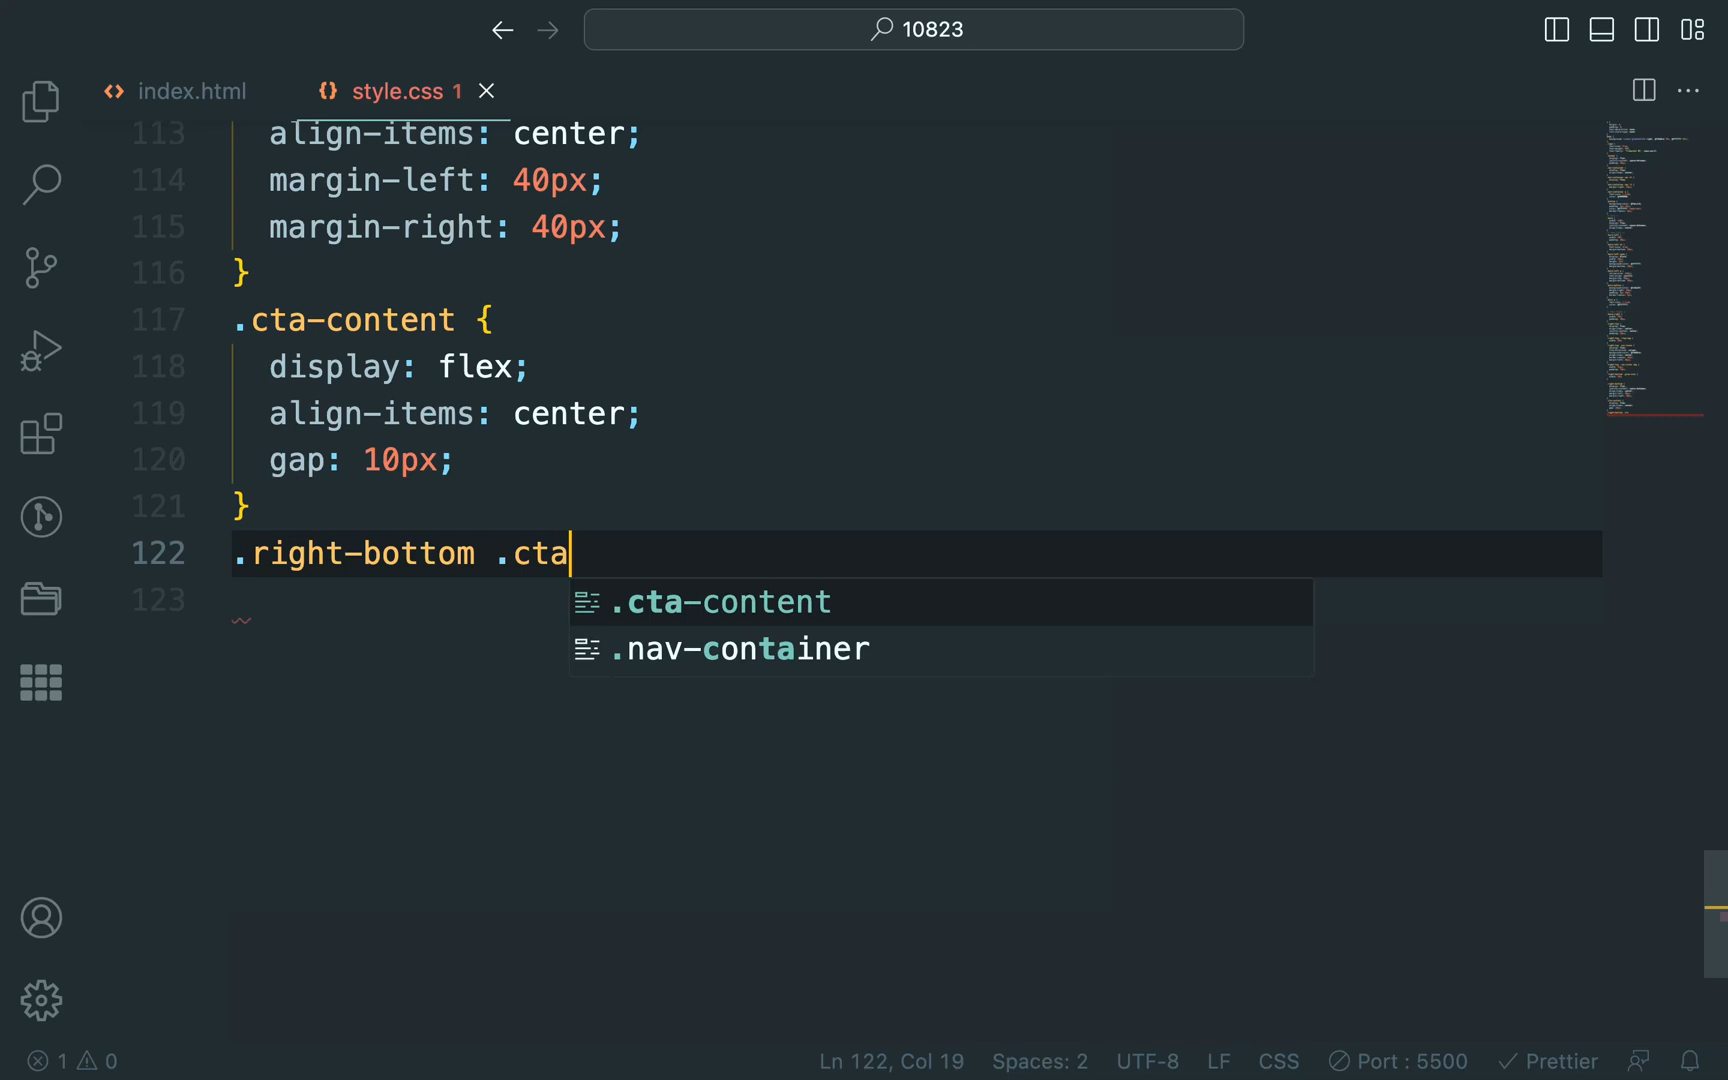 10823
index.html
{} style.css 1
113 align-items: center;
114 margin-left: 40px;
115 margin-right: 40px;
116 }
117 .cta-content {
118 display: flex;
119 align-items: center;
120 gap: 10px;
121 }
122 .right-bottom .cta
123
.cta-content
.nav-container
1 0 Ln 122, Col 19 Spaces: 2 UTF-8 LF CSS Port : 5500 Prettier